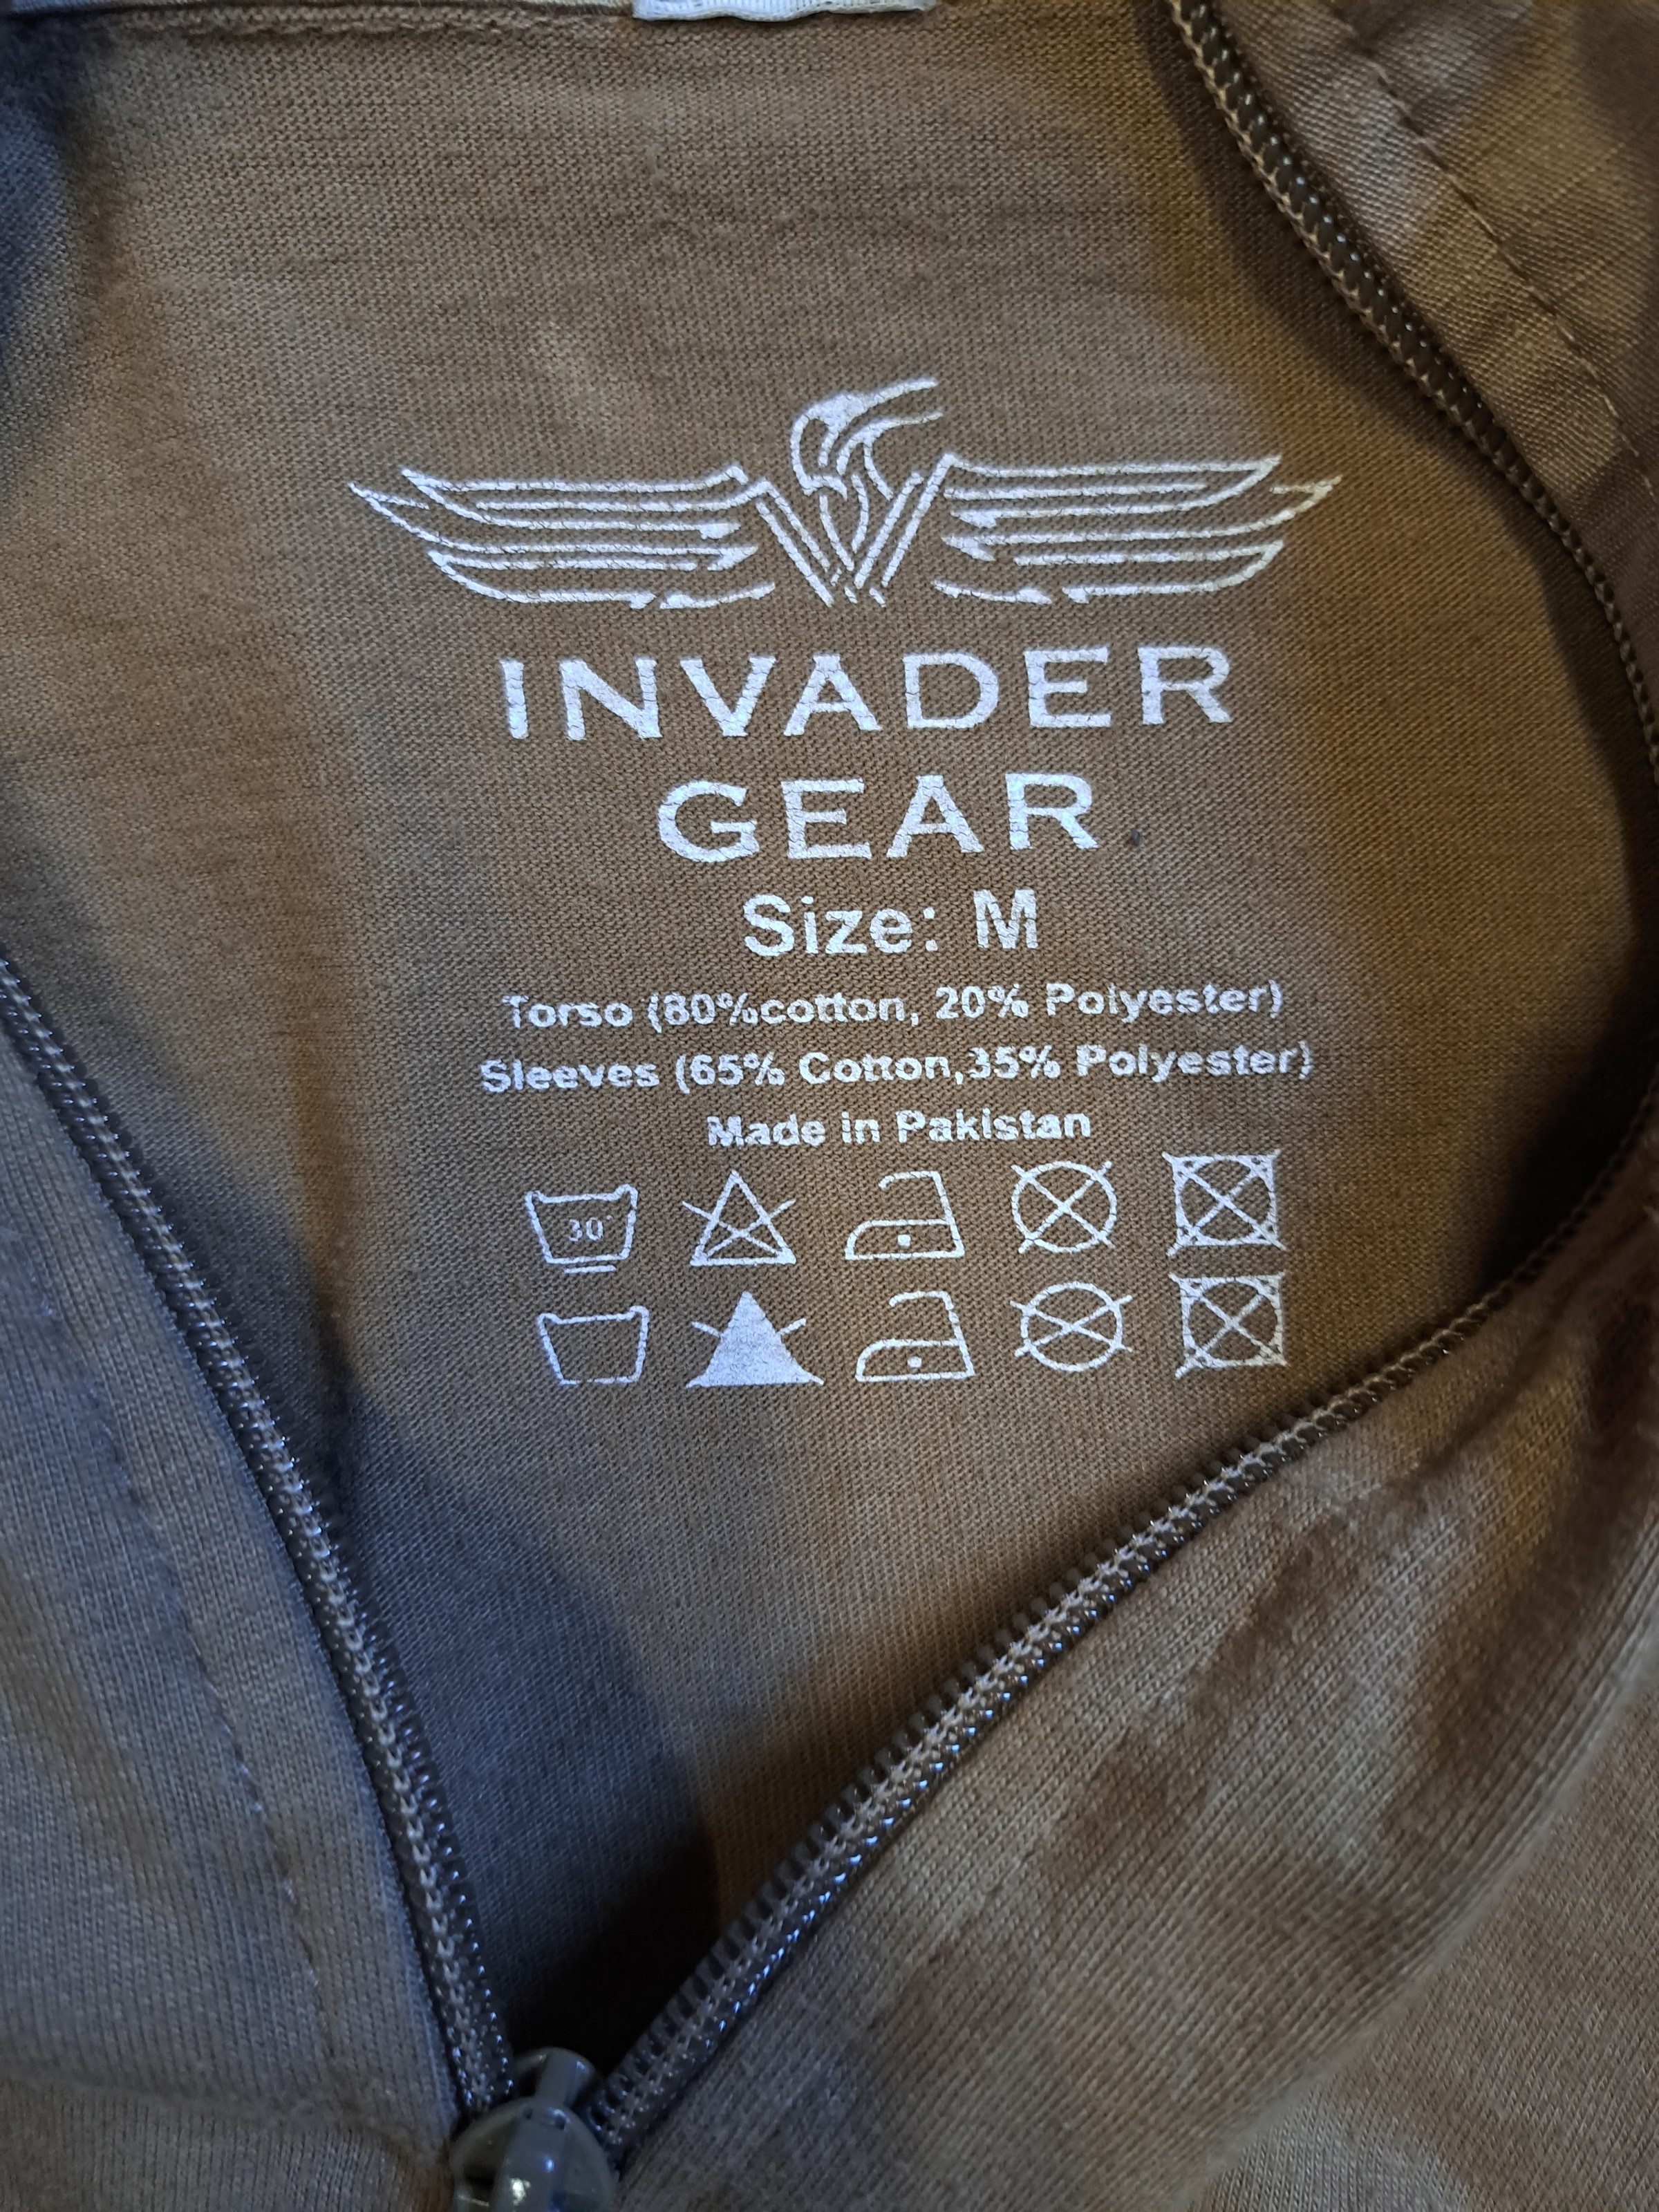 INVADER
GEAR
Size: M
Torso (80%cotton, 20% Polyester)
Sleeves (65% Cotton,35% Polyester)
Made in Pakistan
30°